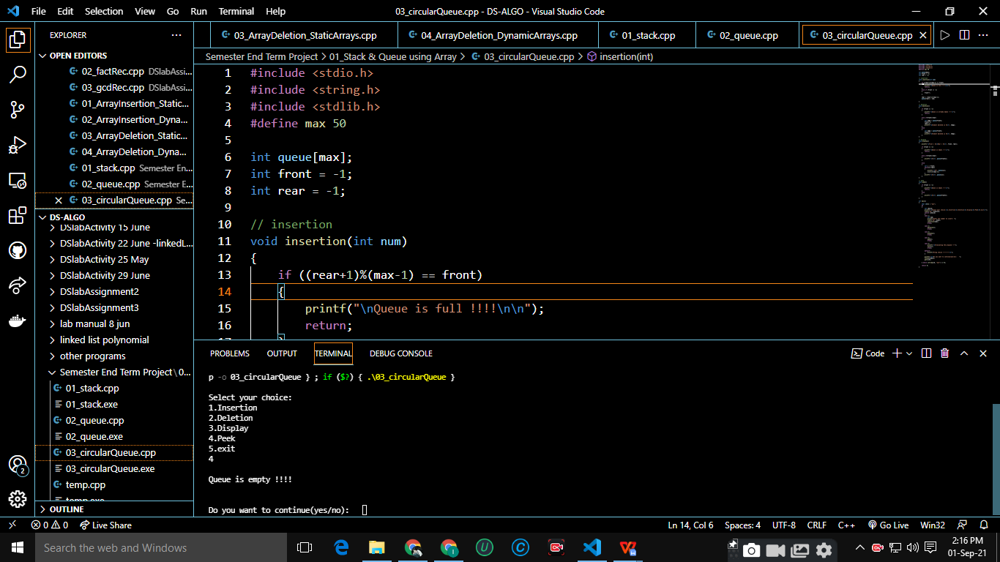 File Edit Selection View Go Run Terminal Help 03_circularQueue.cpp - DS-ALGO - Visual Studio Code
EXPLORER
03_ArrayDeletion_StaticArrays.cpp 04_ArrayDeletion_DynamicArrays.cpp 01_stack.cpp 02_queue.cpp 03_circularQueue.cpp
OPEN EDITORS
02_factRec.cpp DSlabAssi...
03_gcdRec.cpp DSlabAssi...
01_ArrayInsertion_Static...
02_ArrayInsertion_Dyna...
03_ArrayDeletion_Static...
04_ArrayDeletion_Dyna...
01_stack.cpp Semester En...
02_queue.cpp Semester E...
03_circularQueue.cpp Se...
DS-ALGO
DSlabActivity 15 June
DSlabActivity 22 June -linkedL...
DSlabActivity 25 May
DSlabActivity 29 June
DSlabAssignment2
DSlabAssignment3
lab manual 8 jun
linked list polynomial
other programs
Semester End Term Project\0...
01_stack.cpp
01_stack.exe
02_queue.cpp
02_queue.exe
03_circularQueue.cpp
03_circularQueue.exe
temp.cpp
temp.exe
OUTLINE
Semester End Term Project > 01_Stack & Queue using Array > 03_circularQueue.cpp > insertion(int)
1 #include <stdio.h>
2 #include <string.h>
3 #include <stdlib.h>
4 #define max 50
5
6 int queue[max];
7 int front = -1;
8 int rear = -1;
9
10 // insertion
11 void insertion(int num)
12 {
13 if ((rear+1)%(max-1) == front)
14 {
15 printf("\nQueue is full !!!!\n\n");
16 return;
17 }
PROBLEMS OUTPUT TERMINAL DEBUG CONSOLE Code
p -o 03_circularQueue } ; if ($?) { .\03_circularQueue }
Select your choice:
1.Insertion
2.Deletion
3.Display
4.Peek
5.exit
4
Queue is empty !!!!
Do you want to continue(yes/no):
2
0 0 Live Share Ln 14, Col 6 Spaces: 4 UTF-8 CRLF C++ Go Live Win32
Search the web and Windows
2:16 PM
01-Sep-21